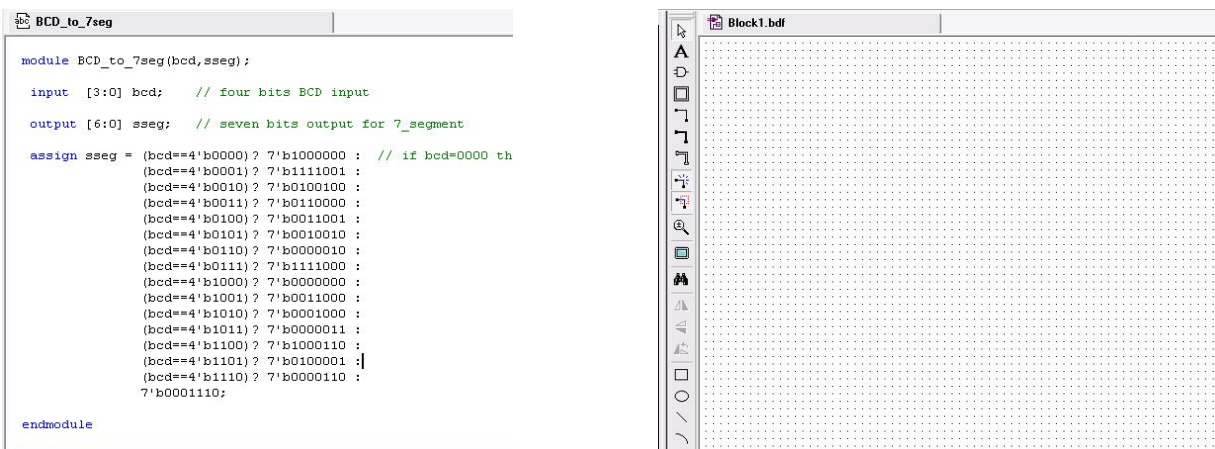 BCD_to_7seg
module BCD_to_7seg(bcd,sseg);
input [3:0] bcd; // four bits BCD input
output [6:0] sseg; // seven bits output for 7_segment
assign sseg = (bcd==4'b0000)? 7'b1000000 : // if bcd=0000 th
(bcd==4'b0001)? 7'b1111001 :
(bcd==4'b0010)? 7'b0100100 :
(bcd==4'b0011)? 7'b0110000 :
(bcd==4'b0100)? 7'b0011001 :
(bcd==4'b0101)? 7'b0010010 :
(bcd==4'b0110)? 7'b0000010 :
(bcd==4'b0111)? 7'b1111000 :
(bcd==4'b1000)? 7'b0000000 :
(bcd==4'b1001)? 7'b0011000 :
(bcd==4'b1010)? 7'b0001000 :
(bcd==4'b1011)? 7'b0000011 :
(bcd==4'b1100)? 7'b1000110 :
(bcd==4'b1101)? 7'b0100001 :
(bcd==4'b1110)? 7'b0000110 :
7'b0001110;
endmodule
Block1.bdf
A